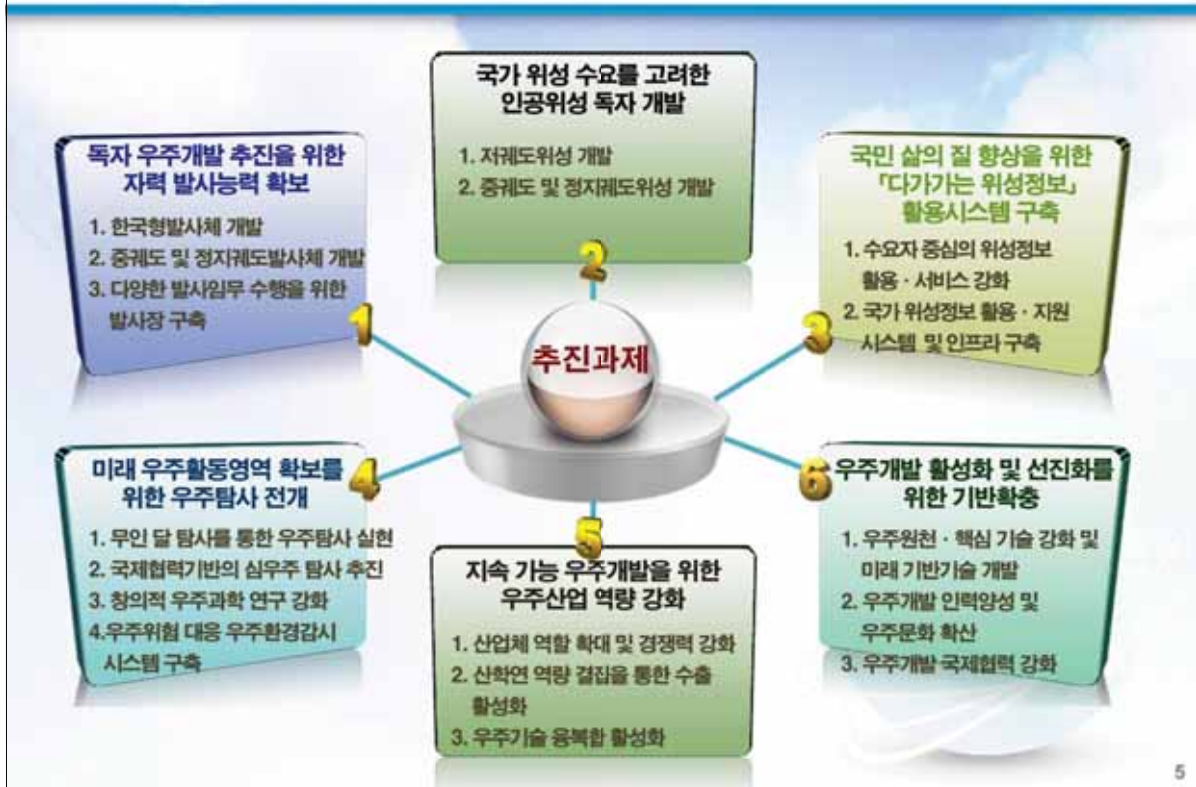 독자 우주개발 추진을 위한
자력 발사능력 확보
1. 한국형발사체 개발
2. 중궤도 및 정지궤도발사체 개발
3. 다양한 발사임무 수행을 위한
발사장 구축
1
국가 위성 수요를 고려한
인공위성 독자 개발
1. 저궤도위성 개발
2. 중궤도 및 정지궤도위성 개발
2
국민 삶의 질 향상을 위한
「다가가는 위성정보」
활용시스템 구축
1. 수요자 중심의 위성정보
활용 · 서비스 강화
2. 국가 위성정보 활용 · 지원
시스템 및 인프라 구축
3
추진과제
미래 우주활동영역 확보를
위한 우주탐사 전개
1. 무인 달 탐사를 통한 우주탐사 실현
2. 국제협력기반의 심우주 탐사 추진
3. 창의적 우주과학 연구 강화
4.우주위험 대응 우주환경감시
시스템 구축
4
5
지속 가능 우주개발을 위한
우주산업 역량 강화
1. 산업체 역할 확대 및 경쟁력 강화
2. 산학연 역량 결집을 통한 수출
활성화
3. 우주기술 융복합 활성화
6
우주개발 활성화 및 선진화를
위한 기반확충
1. 우주원천 · 핵심 기술 강화 및
미래 기반기술 개발
2. 우주개발 인력양성 및
우주문화 확산
3. 우주개발 국제협력 강화
5